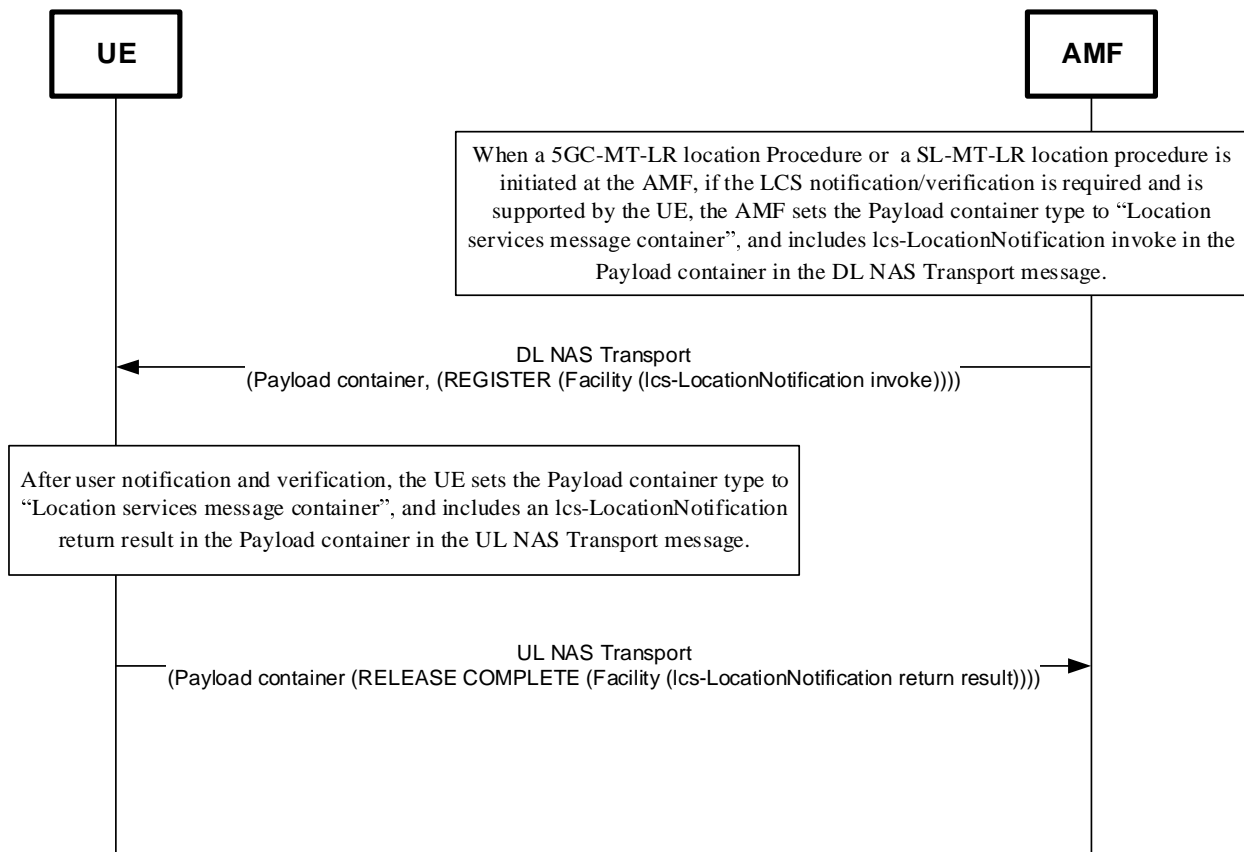 UE
AMF
When a 5GC-MT-LR location Procedure or a SL-MT-LR location procedure is
initiated at the AMF, if the LCS notification/verification is required and is
supported by the UE, the AMF sets the Payload container type to “Location
services message container”, and includes lcs-LocationNotification invoke in the
Payload container in the DL NAS Transport message.
DL NAS Transport
(Payload container, (REGISTER (Facility (lcs-LocationNotification invoke))))
After user notification and verification, the UE sets the Payload container type to
“Location services message container”, and includes an lcs-LocationNotification
return result in the Payload container in the UL NAS Transport message.
UL NAS Transport
(Payload container (RELEASE COMPLETE (Facility (lcs-LocationNotification return result))))